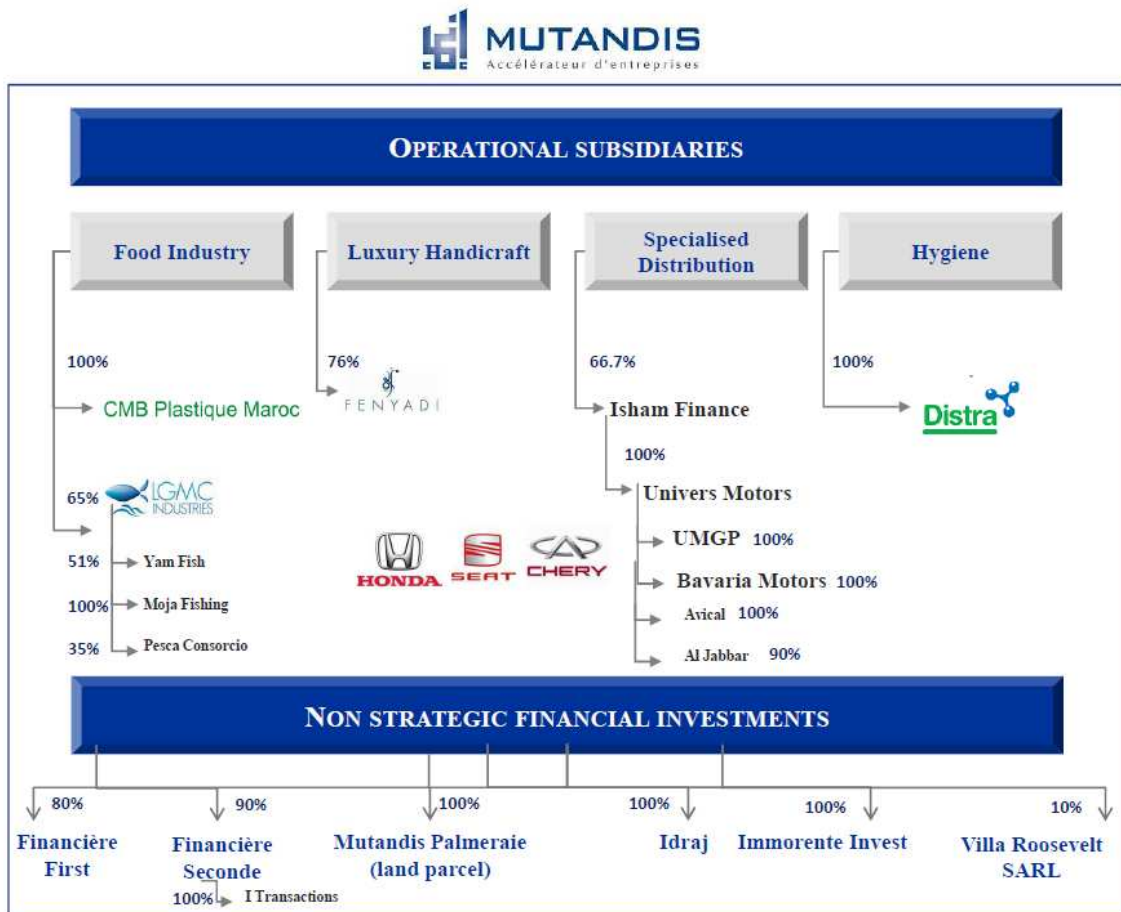 MUTANDIS
Accélérateur d'entreprises
OPERATIONAL SUBSIDIARIES
Food Industry
Luxury Handicraft
Specialised
Distribution
Hygiene
100%
CMB Plastique Maroc
65%
LGMC
INDUSTRIES
51%
Yam Fish
100%
Moja Fishing
35%
Pesca Consorcio
76%
FENYADI
66.7%
Isham Finance
100%
Univers Motors
UMGP 100%
Bavaria Motors 100%
Avical 100%
Al Jabbar 90%
HONDA
SEAT
CHERY
100%
Distra
NON STRATEGIC FINANCIAL INVESTMENTS
80%
Financière
First
90%
Financière
Seconde
100%
I Transactions
100%
Mutandis Palmeraie
(land parcel)
100%
Idraj
100%
Immorente Invest
10%
Villa Roosevelt
SARL